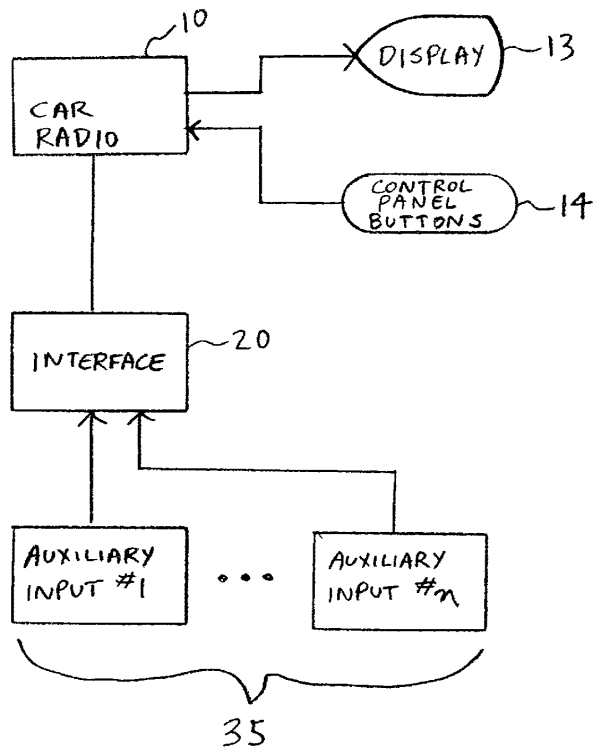 10
CAR
RADIO
DISPLAY
13
CONTROL
PANEL
BUTTONS
14
INTERFACE
20
AUXILIARY
INPUT #1
...
AUXILIARY
INPUT #n
35